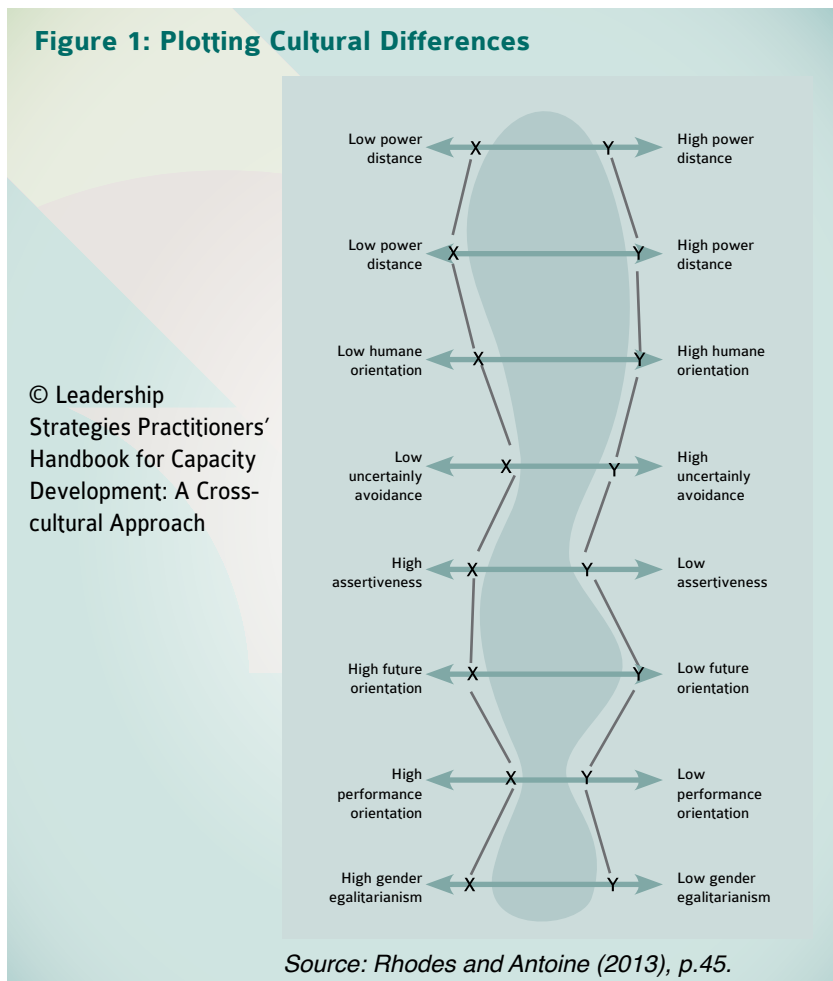 Figure 1: Plotting Cultural Differences
Low power
distance
X
Y
High power
distance
Low power
distance
X
Y
High power
distance
Low humane
orientation
X
Y
High humane
orientation
© Leadership
Strategies Practitioners’
Handbook for Capacity
Development: A Cross-
cultural Approach
Low
uncertainly
avoidance
X
Y
High
uncertainly
avoidance
High
assertiveness
X
Y
Low
assertiveness
High future
orientation
X
Y
Low future
orientation
High
performance
orientation
X
Y
Low
performance
orientation
High gender
egalitarianism
X
Y
Low gender
egalitarianism
Source: Rhodes and Antoine (2013), p.45.